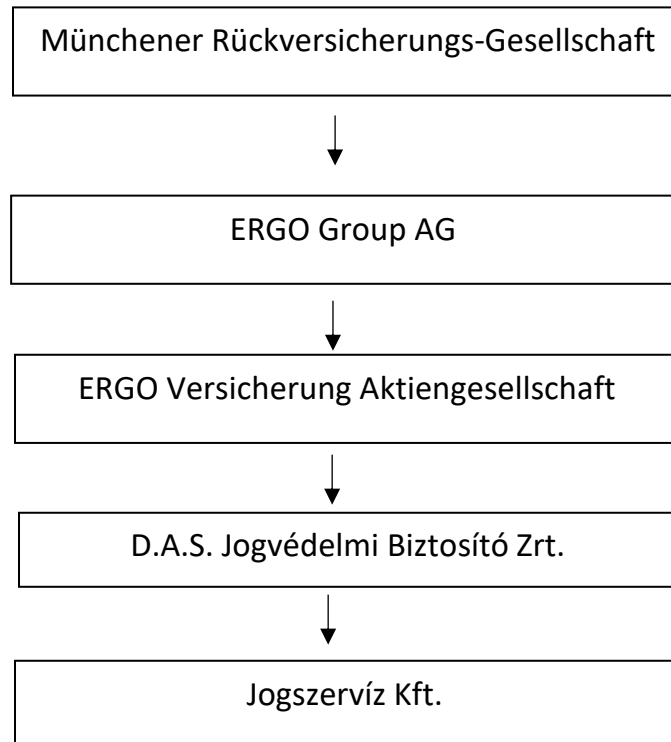 Münchener Rückversicherungs-Gesellschaft
ERGO Group AG
ERGO Versicherung Aktiengesellschaft
D.A.S. Jogvédelmi Biztosító Zrt.
Jogszervíz Kft.